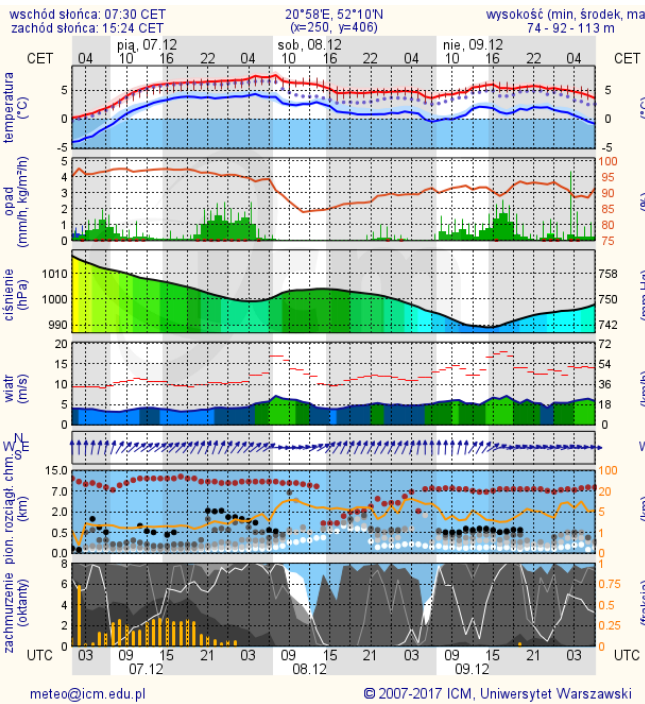 wschód słońca: 07:30 CET 20°58'E, 52°10'N wysokość (min, środek, ma
zachód słońca: 15:24 CET (x=250, y=406) 74 - 92 - 113 m
pią, 07.12 sob, 08.12 nie, 09.12
CET 04 10 16 22 04 10 16 22 04 10 16 22 04 CET
temperatura (°C) 5 0 -5 5 0 -5 (°C)
opad (mm/h, kg/m²/h) 5 4 3 2 1 0 100 95 90 85 80 75 (%)
ciśnienie (hPa) 1010 1000 990 758 750 742 (mm Hg)
wiatr (m/s) 20 15 10 5 0 72 54 36 18 0 (km/h)
N W E S W
pion. rozciągł. chm. (km) 15.0 7.0 2.0 0.5 0.0 100 20 5 1 0 (km)
zachmurzenie (oktanty) 8 6 4 2 0 1 0.75 0.5 0.25 0 (frakcja)
UTC 03 09 15 21 03 09 15 21 03 09 15 21 03 UTC
07.12 08.12 09.12
meteo@icm.edu.pl © 2007-2017 ICM, Uniwersytet Warszawski